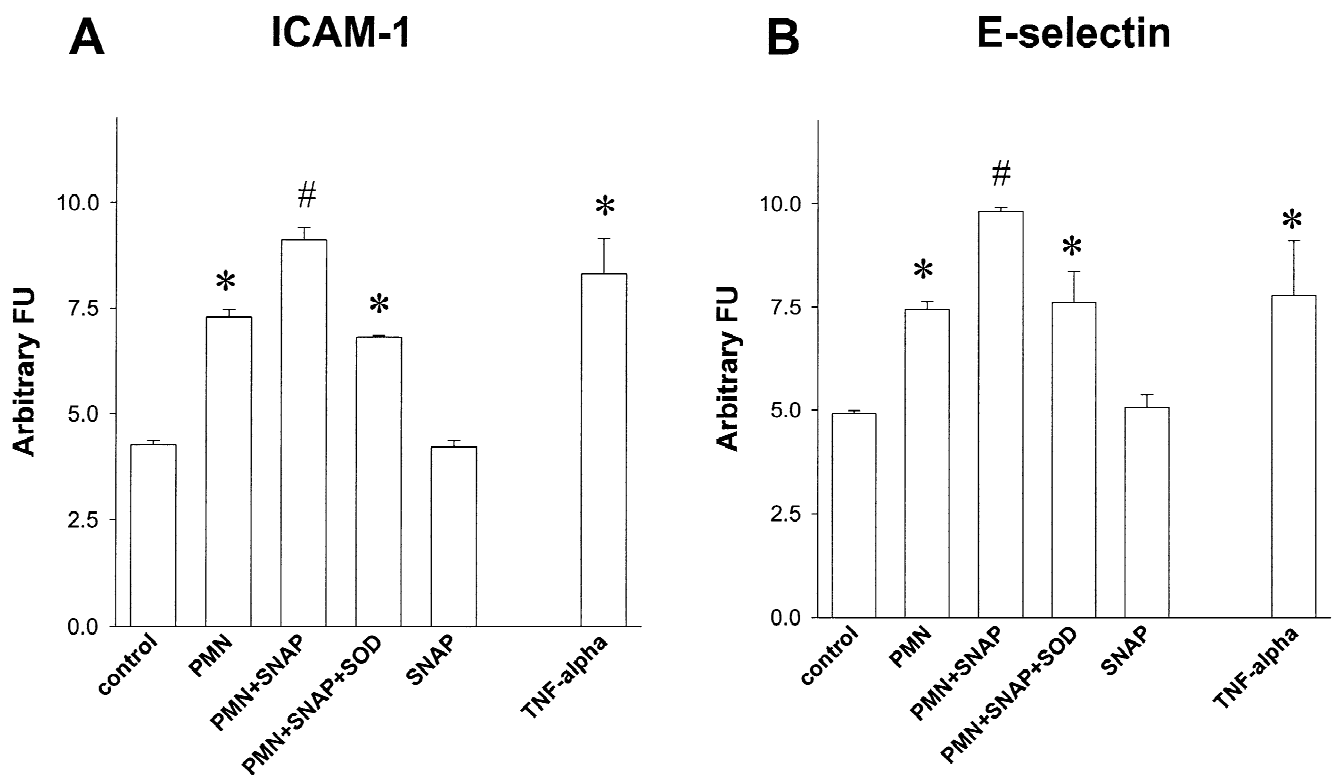 A ICAM-1
Arbitrary FU
10.0
7.5
5.0
2.5
0.0
*
#
*
*
control
PMN
PMN+SNAP
PMN+SNAP+SOD
SNAP
TNF-alpha
B E-selectin
Arbitrary FU
10.0
7.5
5.0
2.5
0.0
*
#
*
*
control
PMN
PMN+SNAP
PMN+SNAP+SOD
SNAP
TNF-alpha